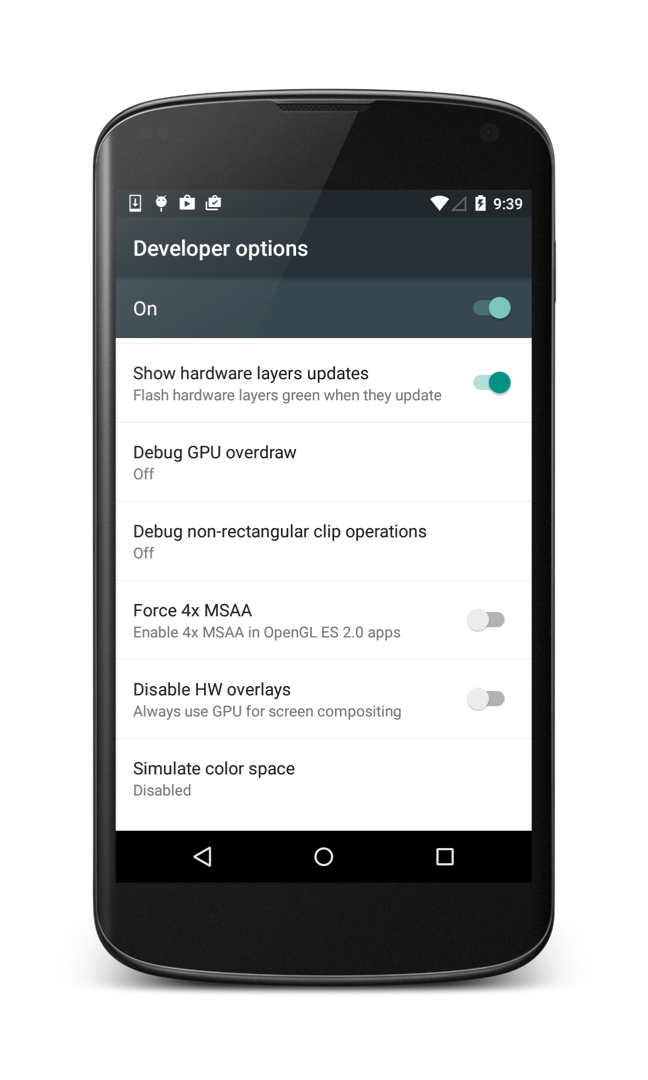 9:39
Developer options
On
Show hardware layers updates
Flash hardware layers green when they update
Debug GPU overdraw
Off
Debug non-rectangular clip operations
Off
Force 4x MSAA
Enable 4x MSAA in OpenGL ES 2.0 apps
Disable HW overlays
Always use GPU for screen compositing
Simulate color space
Disabled